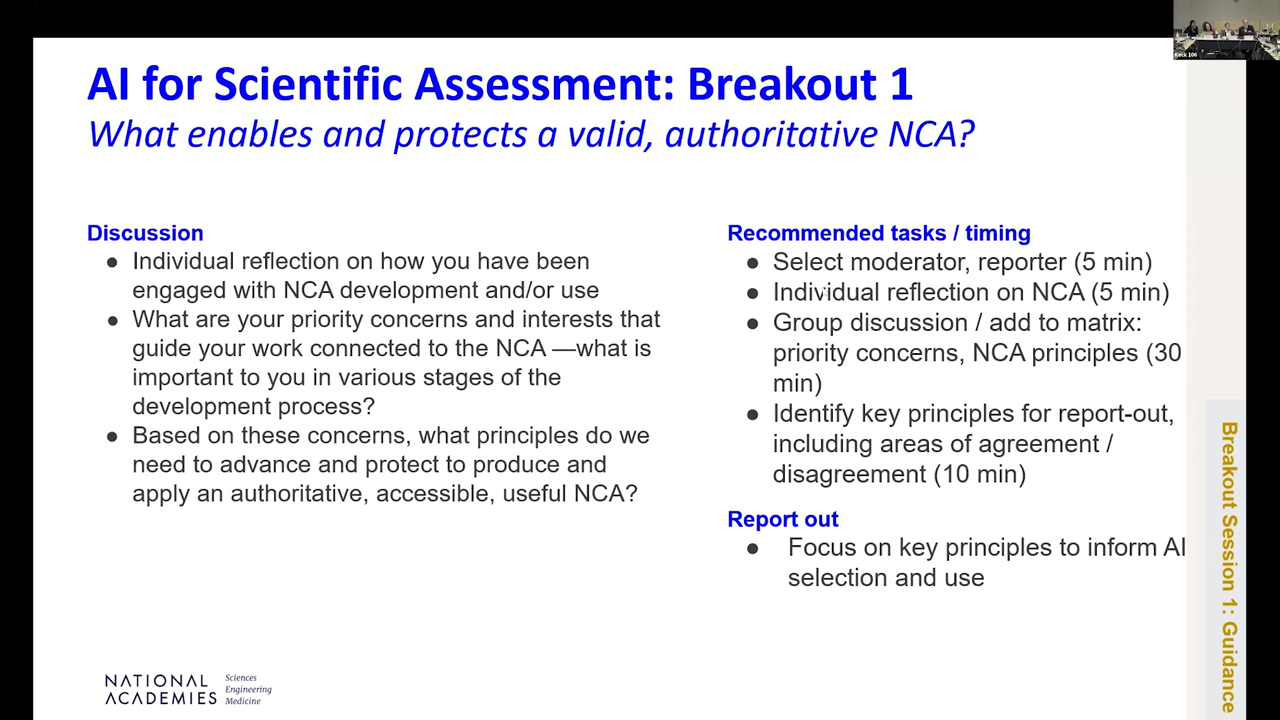 AI for Scientific Assessment: Breakout 1
What enables and protects a valid, authoritative NCA?
Discussion
● Individual reflection on how you have been
engaged with NCA development and/or use
● What are your priority concerns and interests that
guide your work connected to the NCA —what is
important to you in various stages of the
development process?
● Based on these concerns, what principles do we
need to advance and protect to produce and
apply an authoritative, accessible, useful NCA?
Recommended tasks / timing
● Select moderator, reporter (5 min)
● Individual reflection on NCA (5 min)
● Group discussion / add to matrix:
priority concerns, NCA principles (30
min)
● Identify key principles for report-out,
including areas of agreement /
disagreement (10 min)
Report out
● Focus on key principles to inform AI
selection and use
Breakout Session 1: Guidance
NATIONAL
ACADEMIES
Sciences
Engineering
Medicine
Keck 106